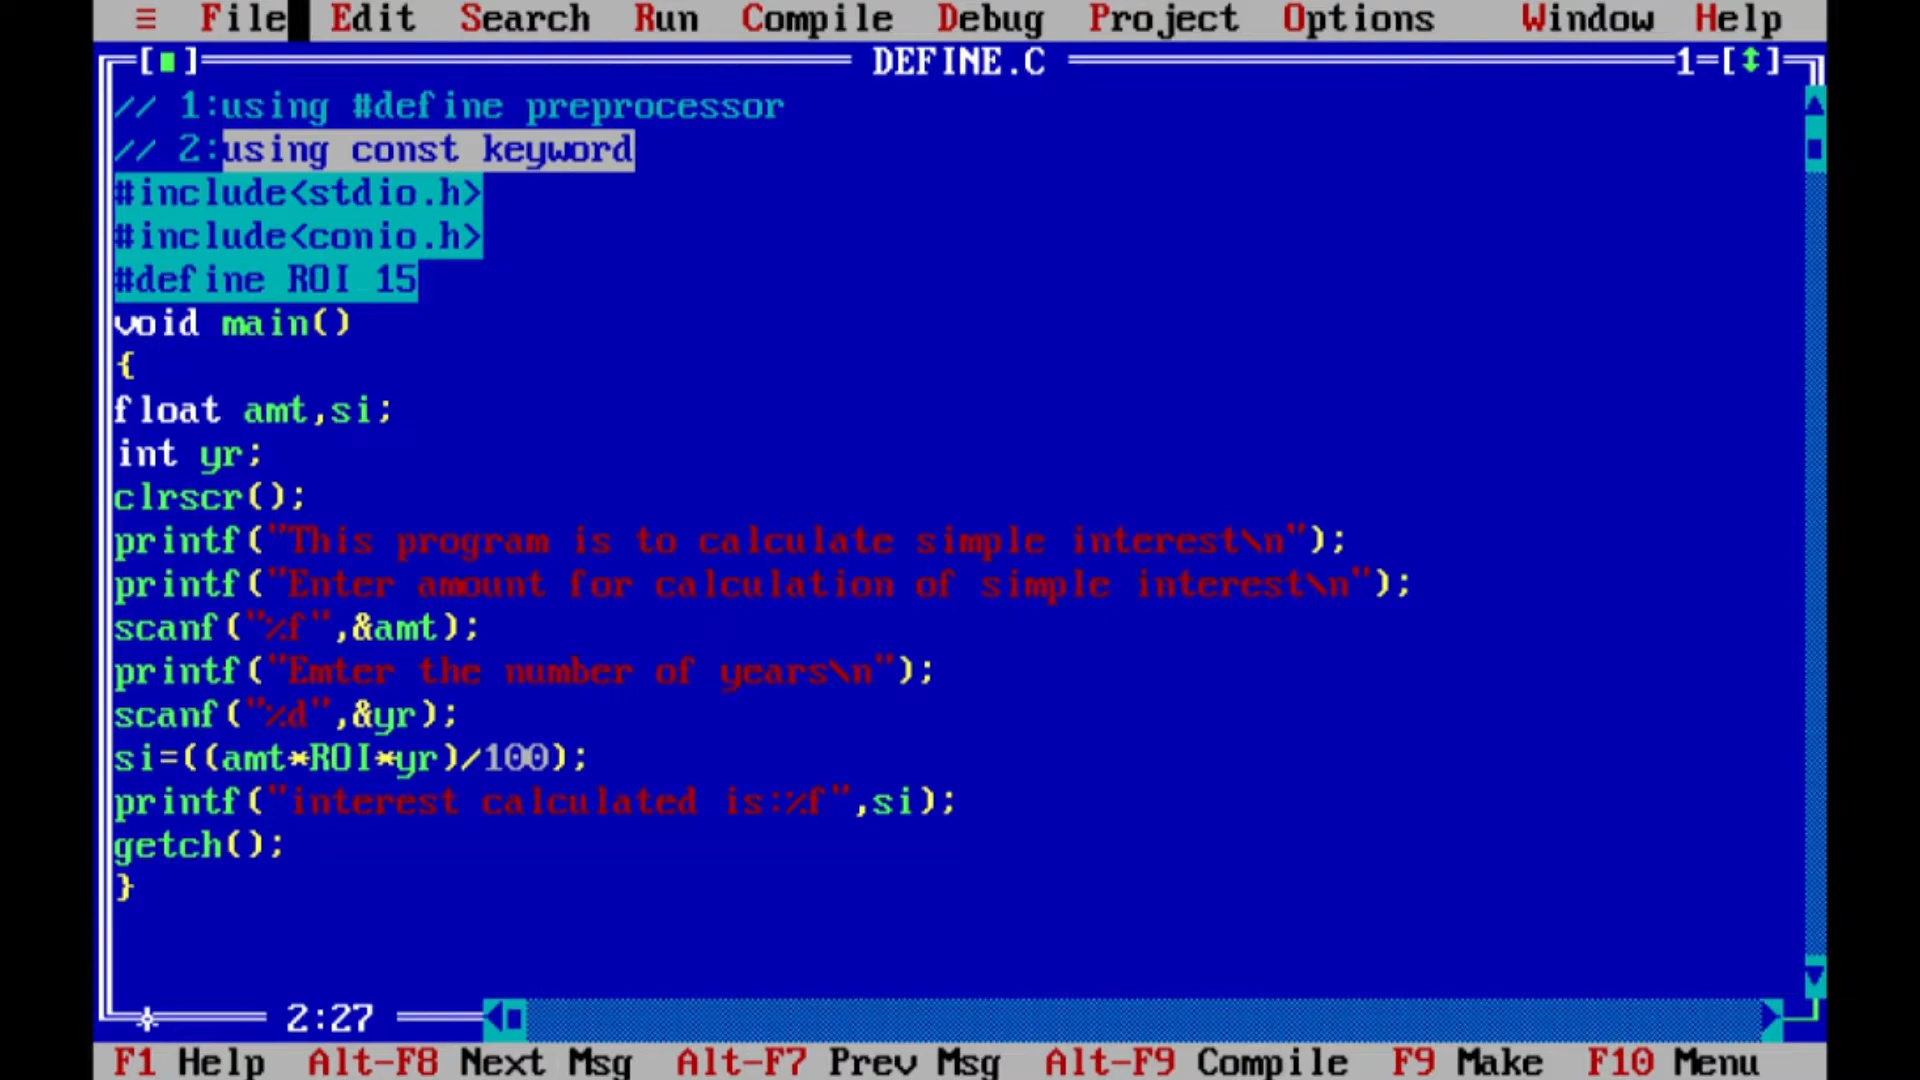 ≡ File Edit Search Run Compile Debug Project Options Window Help
[■] DEFINE.C 1=[↕]
// 1:using #define preprocessor
// 2:using const keyword
#include<stdio.h>
#include<conio.h>
#define ROI 15
void main()
{
float amt,si;
int yr;
clrscr();
printf("This program is to calculate simple interest\n");
printf("Enter amount for calculation of simple interest\n");
scanf("%f",&amt);
printf("Emter the number of years\n");
scanf("%d",&yr);
si=((amt*ROI*yr)/100);
printf("interest calculated is:%f",si);
getch();
}
2:27
F1 Help Alt-F8 Next Msg Alt-F7 Prev Msg Alt-F9 Compile F9 Make F10 Menu